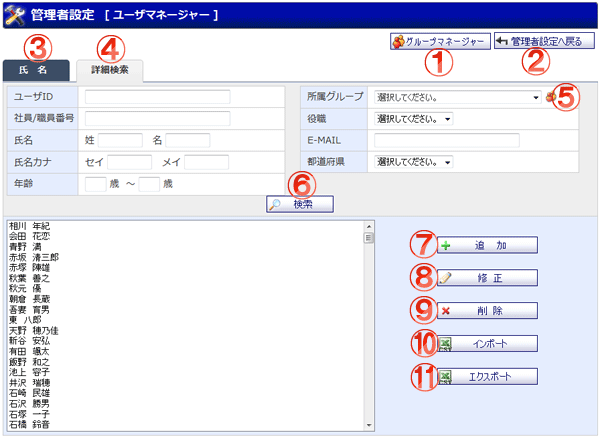 管理者設定 [ ユーザマネージャー ]
③ ④ グループマネージャー 管理者設定へ戻る
① ②
氏 名 詳細検索
ユーザID 所属グループ 選択してください。 ⑤
社員/職員番号 役職 選択してください。
氏名 姓 名 E-MAIL
氏名カナ セイ メイ 都道府県 選択してください。
年齢 歳 ～ 歳
⑥
検索
相川 年紀
会田 花恋
青野 満
赤坂 清三郎
赤塚 陳雄
秋葉 善之
秋元 優
朝倉 長蔵
吾妻 育男
東 八郎
天野 穂乃佳
新谷 安弘
有田 颯太
飯野 和之
池上 容子
井沢 瑞穂
石崎 民雄
石沢 勝男
石塚 一子
石橋 鈴音
⑦ 追 加
⑧ 修 正
⑨ 削 除
⑩ CSV インポート
⑪ CSV エクスポート